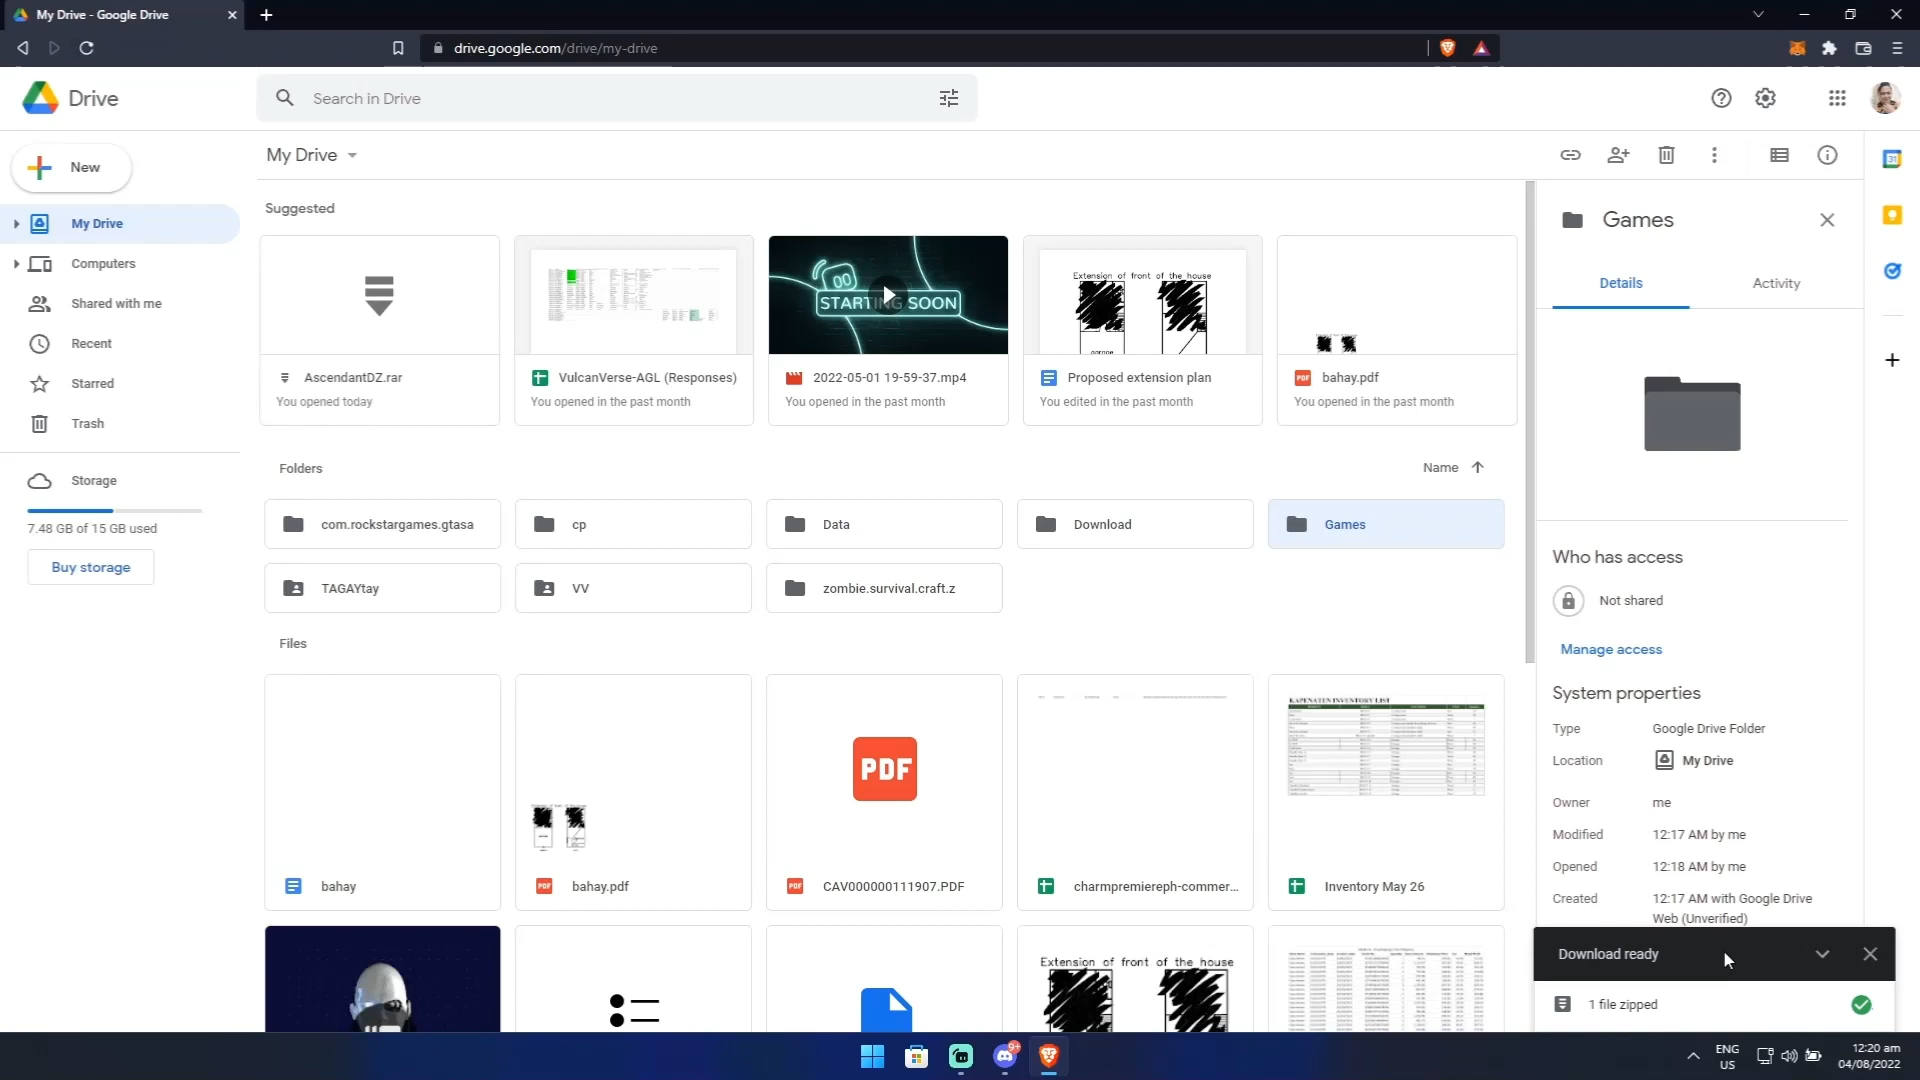 My Drive - Google Drive
drive.google.com/drive/my-drive
Drive
Search in Drive
New
My Drive
Computers
Shared with me
Recent
Starred
Trash
Storage
7.48 GB of 15 GB used
Buy storage
My Drive
Suggested
STARTING SOON
Extension of front of the house
garage
AscendantDZ.rar
You opened today
VulcanVerse-AGL (Responses)
You opened in the past month
2022-05-01 19-59-37.mp4
You opened in the past month
Proposed extension plan
You edited in the past month
PDF
bahay.pdf
You opened in the past month
Folders
Name
com.rockstargames.gtasa
cp
Data
Download
Games
TAGAYtay
VV
zombie.survival.craft.z
Files
PDF
KAPENATEN INVENTORY LIST
bahay
PDF
bahay.pdf
PDF
CAV000000111907.PDF
charmpremiereph-commer...
Inventory May 26
Extension of front of the house
Games
Details
Activity
Who has access
Not shared
Manage access
System properties
Type
Google Drive Folder
Location
My Drive
Owner
me
Modified
12:17 AM by me
Opened
12:18 AM by me
Created
12:17 AM with Google Drive
Web (Unverified)
Download ready
1 file zipped
31
9+
ENG
US
12:20 am
04/08/2022